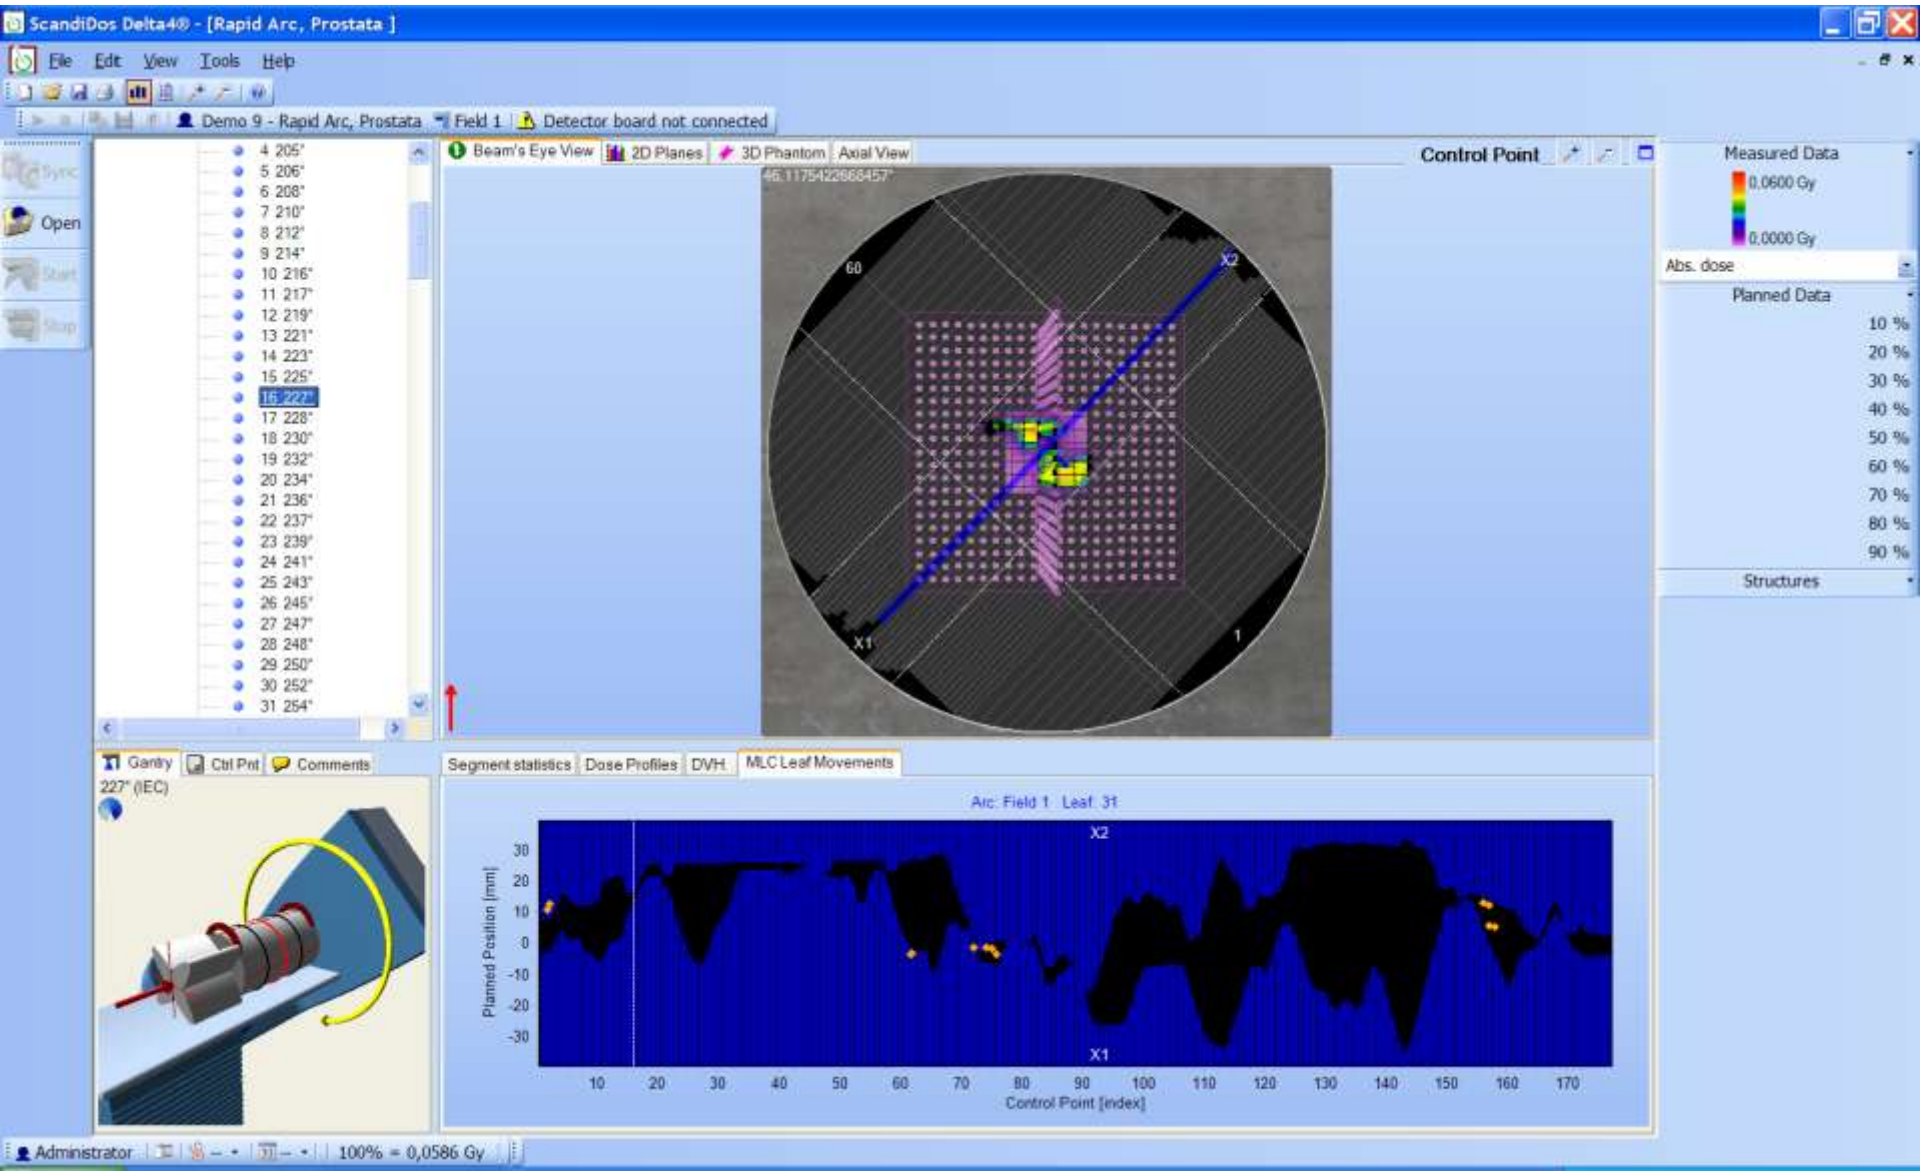 ScandiDos Delta4® - [Rapid Arc, Prostata ]
File Edit View Tools Help
Demo 9 - Rapid Arc, Prostata Field 1 Detector board not connected
Sync
Open
Start
Stop
4 205°
5 206°
6 208°
7 210°
8 212°
9 214°
10 216°
11 217°
12 219°
13 221°
14 223°
15 225°
16 227°
17 228°
18 230°
19 232°
20 234°
21 236°
22 237°
23 239°
24 241°
25 243°
26 245°
27 247°
28 248°
29 250°
30 252°
31 254°
Beam's Eye View 2D Planes 3D Phantom Axial View
Control Point
46.1175422668457°
60
X2
X1
1
Measured Data
0.0600 Gy
0.0000 Gy
Abs. dose
Planned Data
10 %
20 %
30 %
40 %
50 %
60 %
70 %
80 %
90 %
Structures
Gantry Ctrl Pnt Comments
227° (IEC)
Segment statistics Dose Profiles DVH MLC Leaf Movements
Arc: Field 1 Leaf: 31
X2
30
20
10
0
-10
-20
-30
Planned Position [mm]
X1
10 20 30 40 50 60 70 80 90 100 110 120 130 140 150 160 170
Control Point [index]
Administrator 100% = 0,0586 Gy